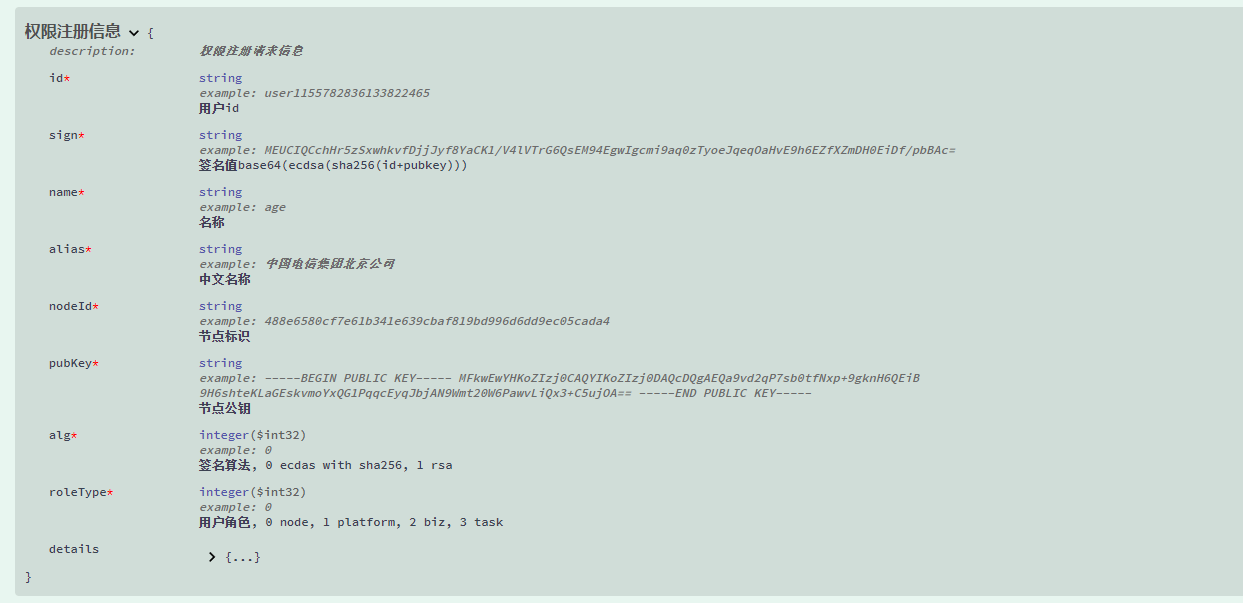 权限注册信息 {
description: 权限注册请求信息
id* string
example: user1155782836133822465
用户id
sign* string
example: MEUCIQCchHr5zSxwhkvfDjjJyf8YaCK1/V4lVTrG6QsEM94EgwIgcmi9aq0zTyoeJqeqOaHvE9h6EZfXZmDH0EiDf/pbBAc=
签名值base64(ecdsa(sha256(id+pubkey)))
name* string
example: age
名称
alias* string
example: 中国电信集团北京公司
中文名称
nodeId* string
example: 488e6580cf7e61b341e639cbaf819bd996d6dd9ec05cada4
节点标识
pubKey* string
example: -----BEGIN PUBLIC KEY----- MFkwEwYHKoZIzj0CAQYIKoZIzj0DAQcDQgAEQa9vd2qP7sb0tfNxp+9gknH6QEiB
9H6shteKLaGEskvmoYxQG1PqqcEyqJbjAN9Wmt20W6PawvLiQx3+C5ujOA== -----END PUBLIC KEY-----
节点公钥
alg* integer($int32)
example: 0
签名算法, 0 ecdas with sha256, 1 rsa
roleType* integer($int32)
example: 0
用户角色, 0 node, 1 platform, 2 biz, 3 task
details {...}
}